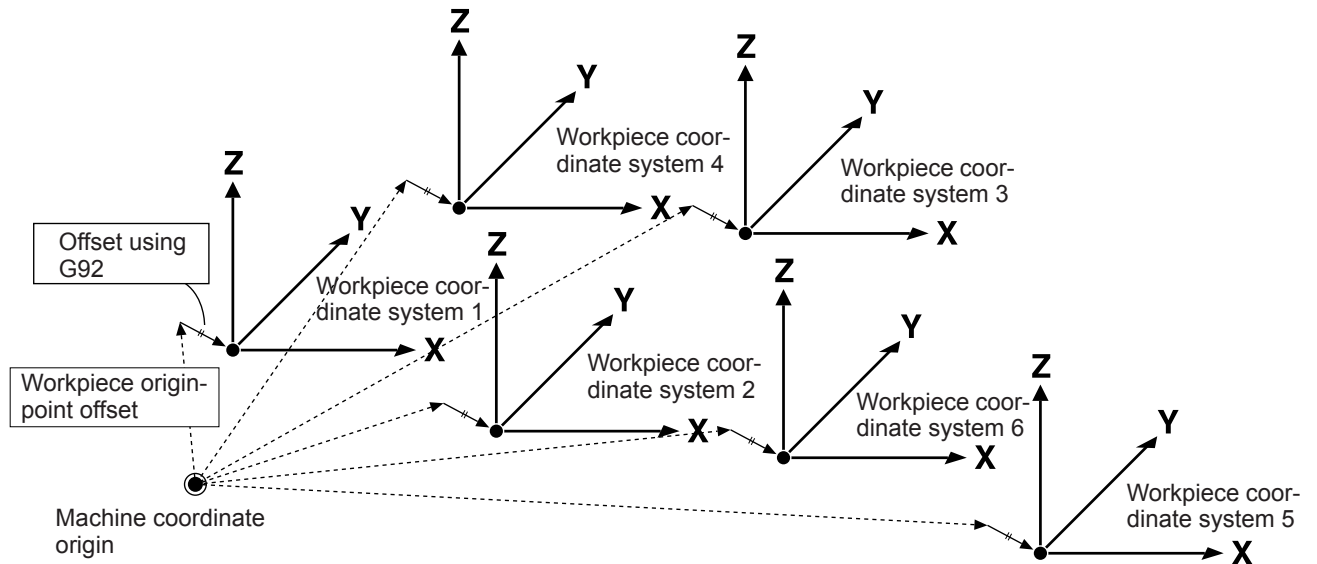 Z
Y
Workpiece coor-
dinate system 4
X
Z
Y
Workpiece coor-
dinate system 3
X
Z
Y
Offset using
G92
Workpiece coor-
dinate system 1
X
Z
Y
Workpiece coor-
dinate system 2
X
Z
Y
Workpiece coor-
dinate system 6
X
Workpiece origin-
point offset
Z
Y
Workpiece coor-
dinate system 5
X
Machine coordinate
origin